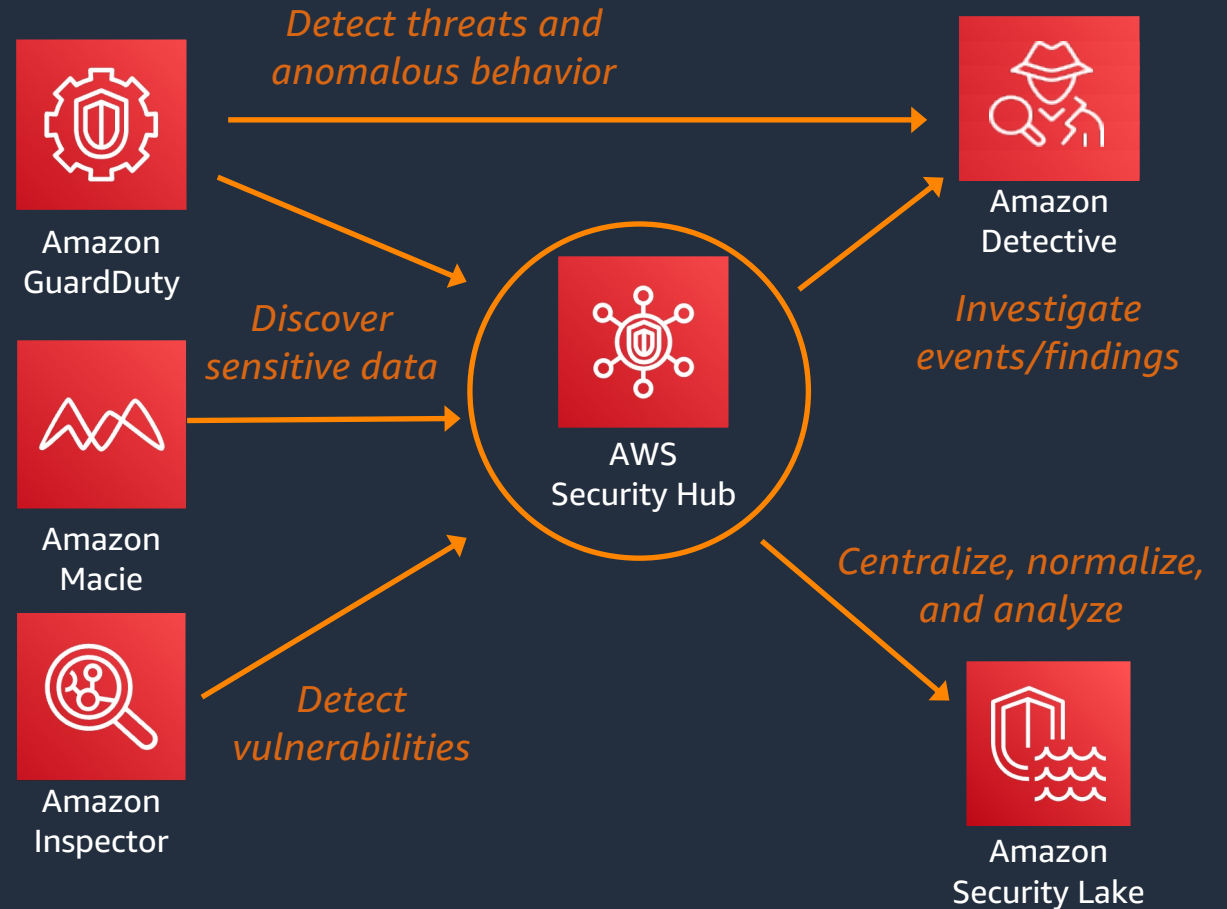 Detect threats and
anomalous behavior
Amazon
GuardDuty
Amazon
Detective
Discover
sensitive data
Investigate
events/findings
AWS
Security Hub
Amazon
Macie
Centralize, normalize,
and analyze
Detect
vulnerabilities
Amazon
Inspector
Amazon
Security Lake